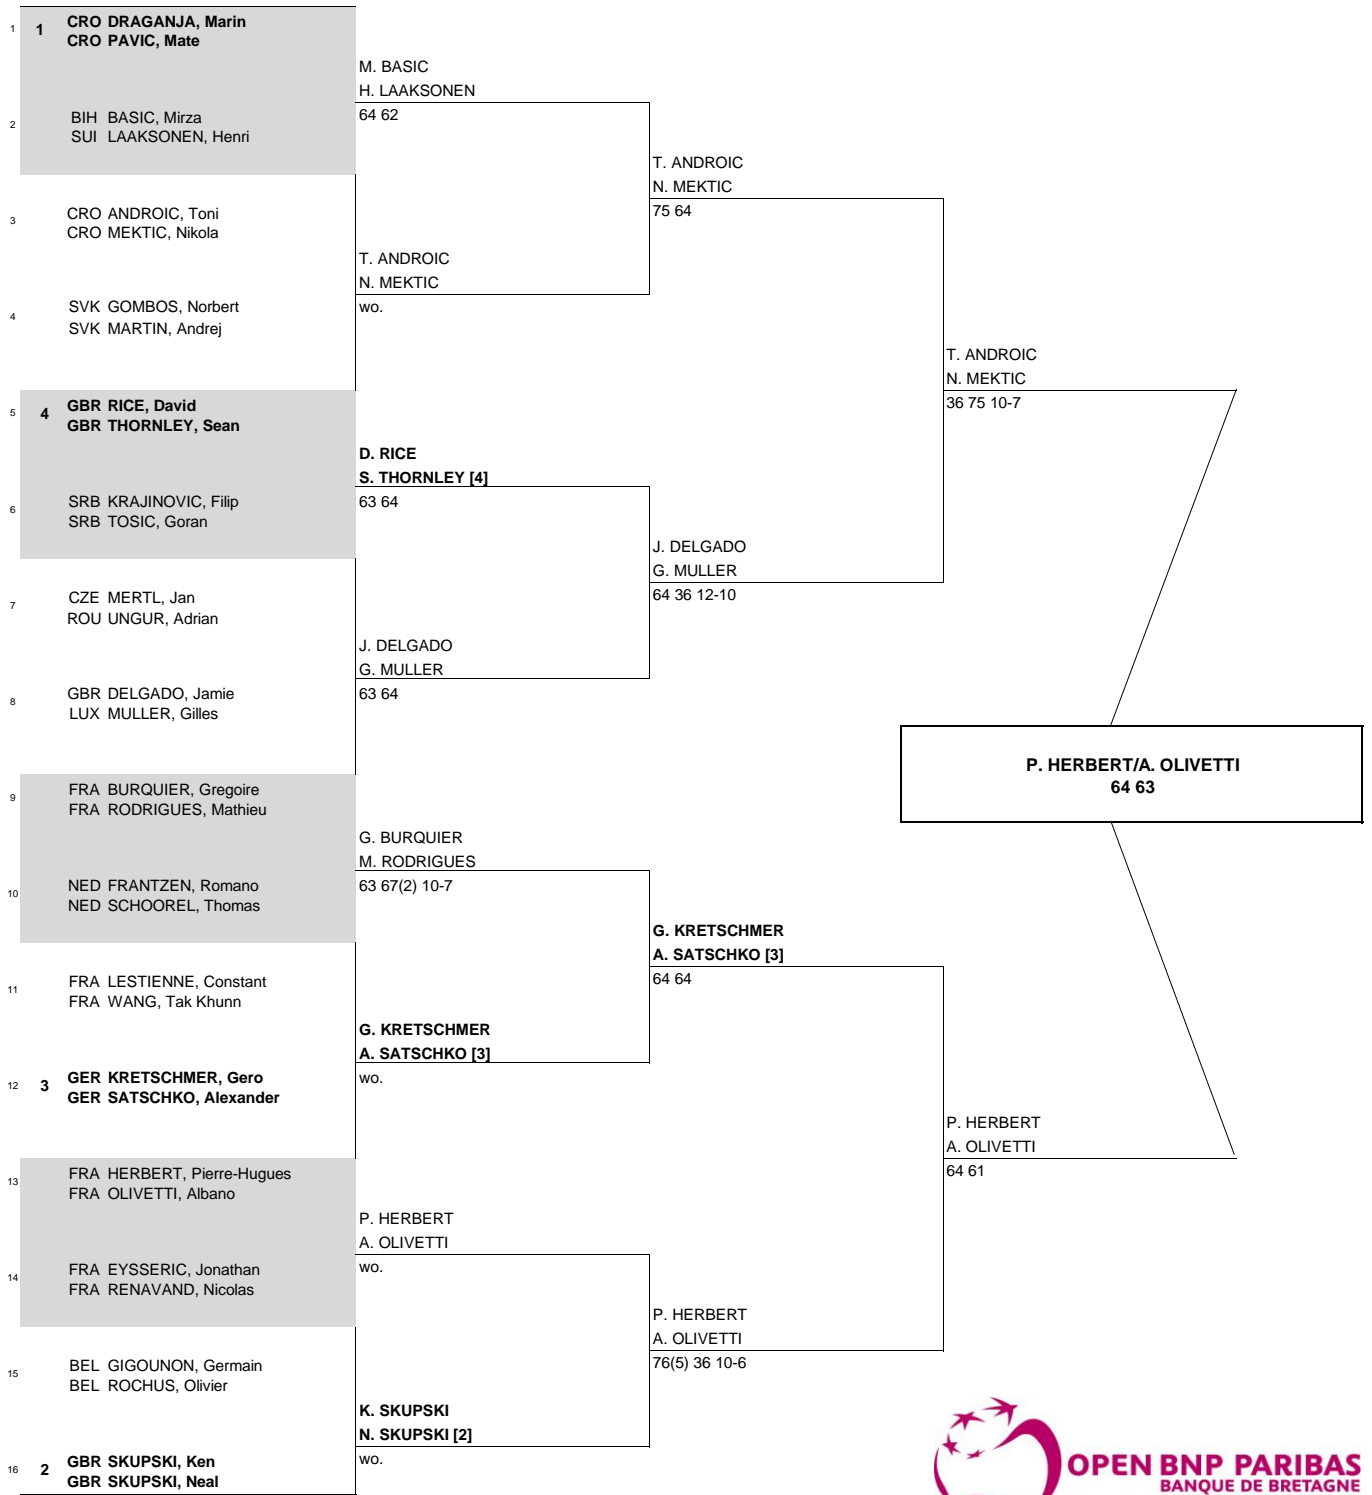 1 1 CRO DRAGANJA, Marin
CRO PAVIC, Mate
2 BIH BASIC, Mirza
SUI LAAKSONEN, Henri
3 CRO ANDROIC, Toni
CRO MEKTIC, Nikola
4 SVK GOMBOS, Norbert
SVK MARTIN, Andrej
5 4 GBR RICE, David
GBR THORNLEY, Sean
6 SRB KRAJINOVIC, Filip
SRB TOSIC, Goran
7 CZE MERTL, Jan
ROU UNGUR, Adrian
8 GBR DELGADO, Jamie
LUX MULLER, Gilles
9 FRA BURQUIER, Gregoire
FRA RODRIGUES, Mathieu
10 NED FRANTZEN, Romano
NED SCHOOREL, Thomas
11 FRA LESTIENNE, Constant
FRA WANG, Tak Khunn
12 3 GER KRETSCHMER, Gero
GER SATSCHKO, Alexander
13 FRA HERBERT, Pierre-Hugues
FRA OLIVETTI, Albano
14 FRA EYSSERIC, Jonathan
FRA RENAVAND, Nicolas
15 BEL GIGOUNON, Germain
BEL ROCHUS, Olivier
16 2 GBR SKUPSKI, Ken
GBR SKUPSKI, Neal
M. BASIC
H. LAAKSONEN
64 62
T. ANDROIC
N. MEKTIC
wo.
D. RICE
S. THORNLEY [4]
63 64
J. DELGADO
G. MULLER
63 64
G. BURQUIER
M. RODRIGUES
63 67(2) 10-7
G. KRETSCHMER
A. SATSCHKO [3]
wo.
P. HERBERT
A. OLIVETTI
wo.
K. SKUPSKI
N. SKUPSKI [2]
wo.
T. ANDROIC
N. MEKTIC
75 64
J. DELGADO
G. MULLER
64 36 12-10
G. KRETSCHMER
A. SATSCHKO [3]
64 64
P. HERBERT
A. OLIVETTI
76(5) 36 10-6
T. ANDROIC
N. MEKTIC
36 75 10-7
P. HERBERT
A. OLIVETTI
64 61
P. HERBERT/A. OLIVETTI
64 63
OPEN BNP PARIBAS
BANQUE DE BRETAGNE